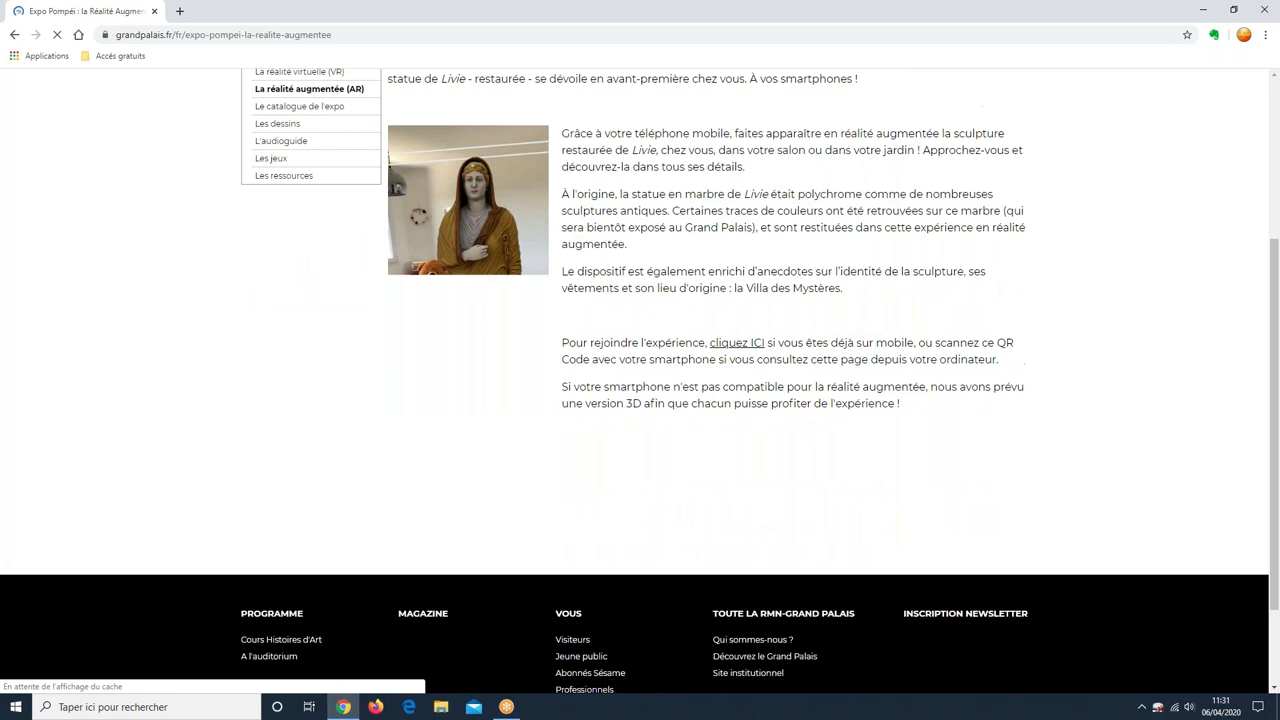 Expo Pompéi : la Réalité Augmen
grandpalais.fr/fr/expo-pompei-la-realite-augmentee
Applications
Accés gratuits
La réalité virtuelle (VR)
La réalité augmentée (AR)
Le catalogue de l'expo
Les dessins
L'audioguide
Les jeux
Les ressources
statue de Livie - restaurée - se dévoile en avant-première chez vous. À vos smartphones !
Grâce à votre téléphone mobile, faites apparaître en réalité augmentée la sculpture
restaurée de Livie, chez vous, dans votre salon ou dans votre jardin ! Approchez-vous et
découvrez-la dans tous ses détails.
À l'origine, la statue en marbre de Livie était polychrome comme de nombreuses
sculptures antiques. Certaines traces de couleurs ont été retrouvées sur ce marbre (qui
sera bientôt exposé au Grand Palais), et sont restituées dans cette expérience en réalité
augmentée.
Le dispositif est également enrichi d'anecdotes sur l'identité de la sculpture, ses
vêtements et son lieu d'origine : la Villa des Mystères.
Pour rejoindre l'expérience, cliquez ICI si vous êtes déjà sur mobile, ou scannez ce QR
Code avec votre smartphone si vous consultez cette page depuis votre ordinateur.
Si votre smartphone n'est pas compatible pour la réalité augmentée, nous avons prévu
une version 3D afin que chacun puisse profiter de l'expérience !
PROGRAMME
Cours Histoires d'Art
A l'auditorium
MAGAZINE
VOUS
Visiteurs
Jeune public
Abonnés Sésame
Professionnels
TOUTE LA RMN-GRAND PALAIS
Qui sommes-nous ?
Découvrez le Grand Palais
Site institutionnel
INSCRIPTION NEWSLETTER
En attente de l'affichage du cache
Taper ici pour rechercher
11:31
06/04/2020